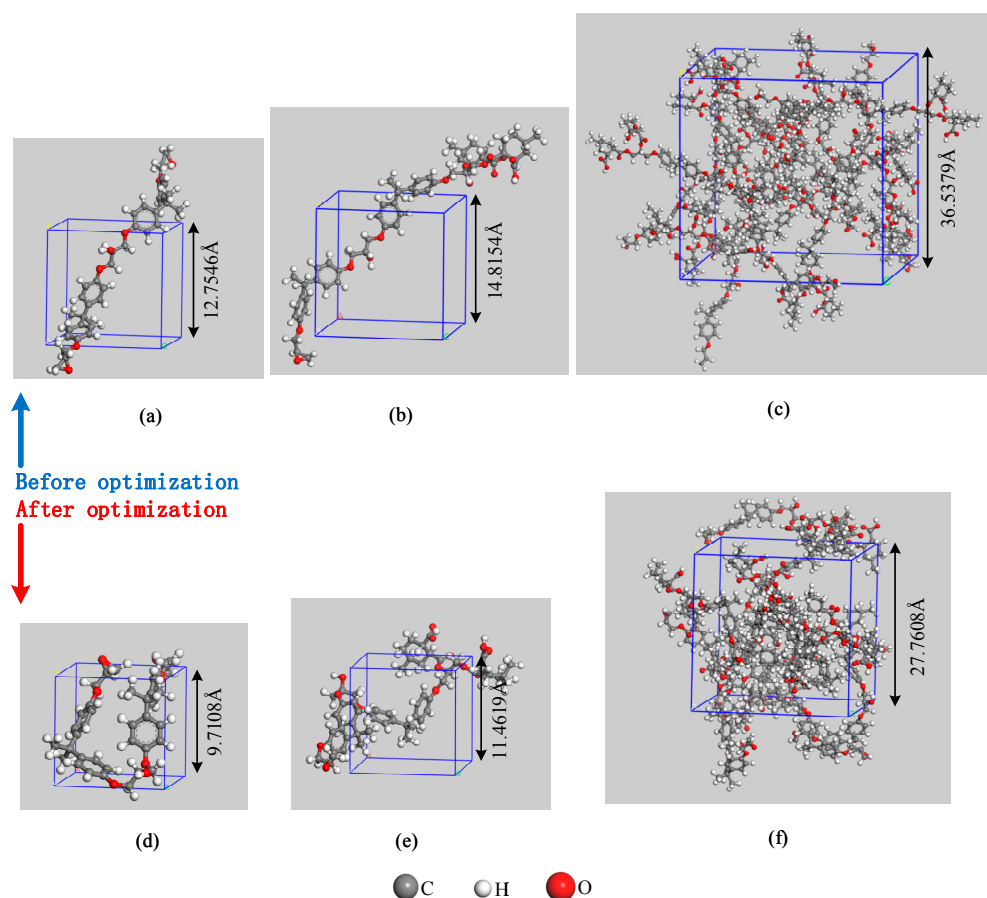 36.5379Å
12.7546Å
14.8154Å
(a)
(b)
(c)
Before optimization
After optimization
9.7108Å
11.4619Å
27.7608Å
(d)
(e)
(f)
C
H
O